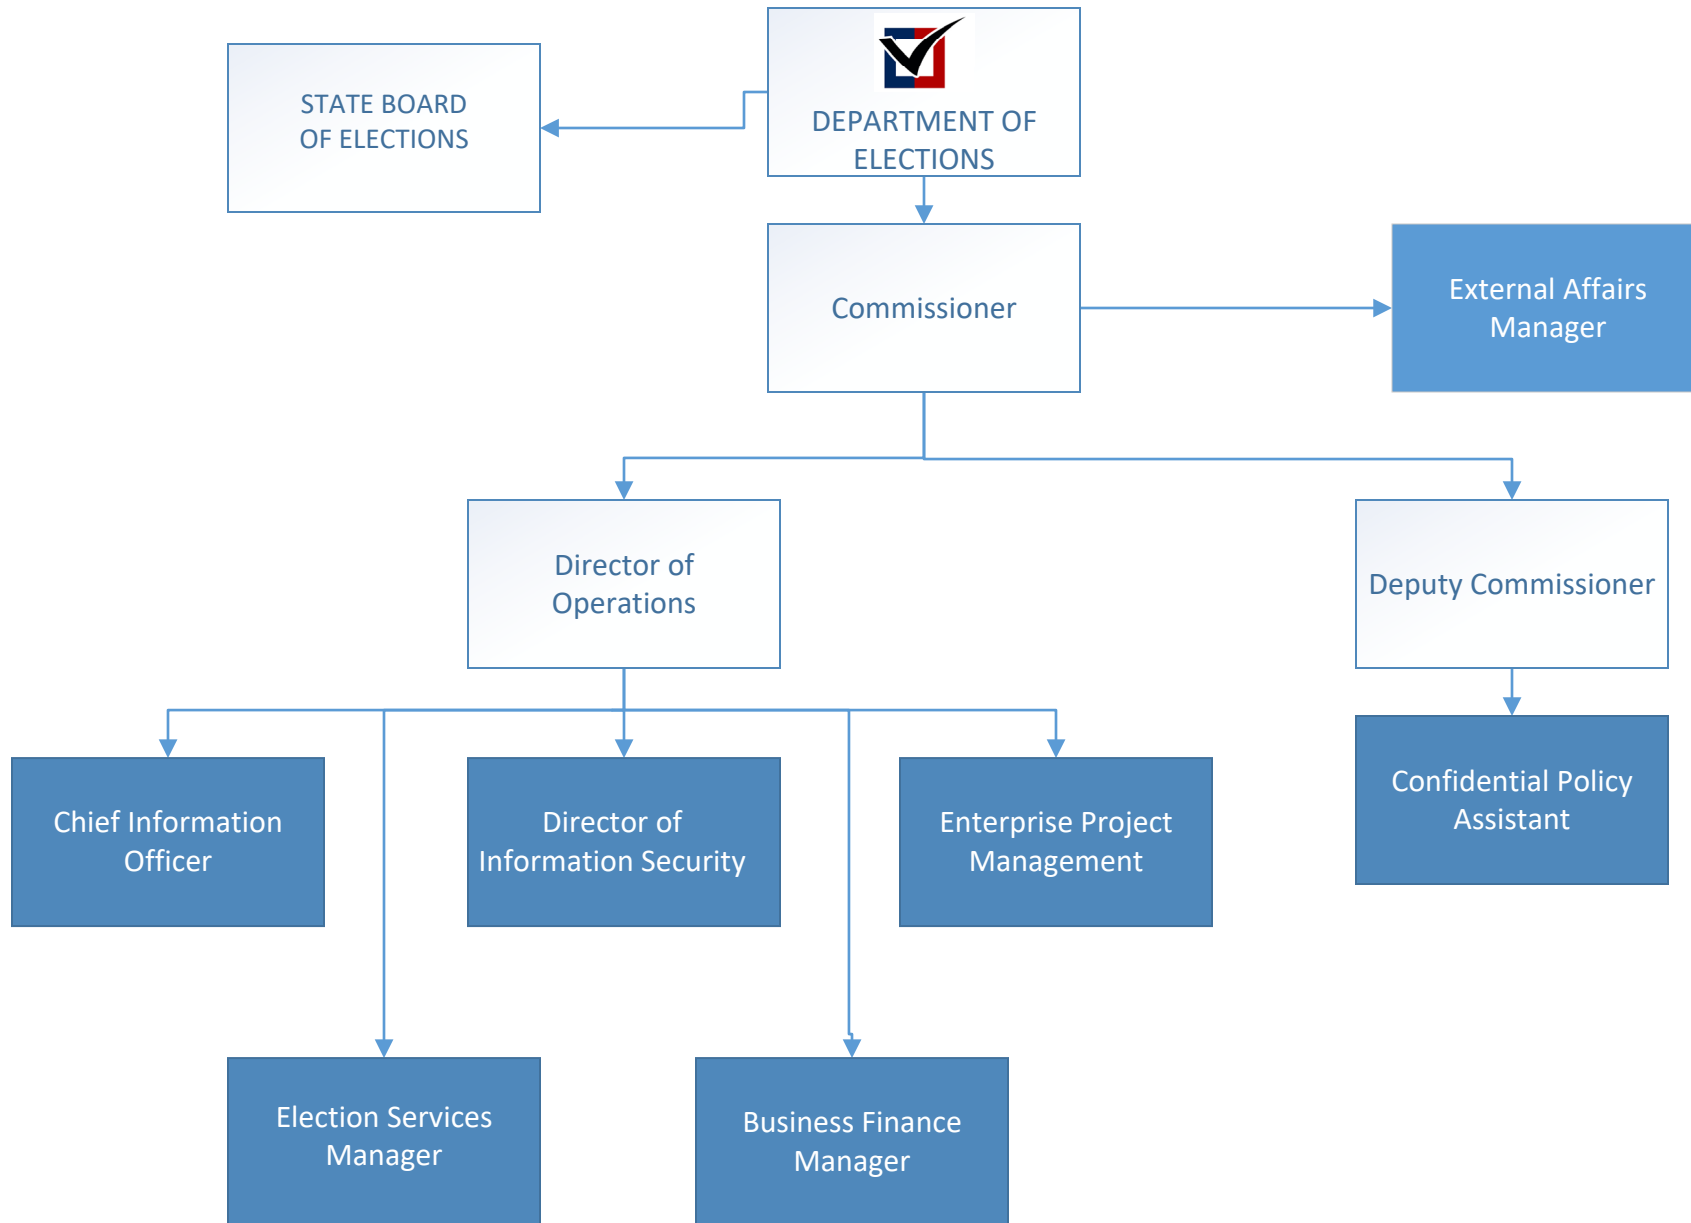 STATE BOARD
OF ELECTIONS
DEPARTMENT OF
ELECTIONS
Commissioner
External Affairs
Manager
Director of
Operations
Deputy Commissioner
Chief Information
Officer
Director of
Information Security
Enterprise Project
Management
Confidential Policy
Assistant
Election Services
Manager
Business Finance
Manager